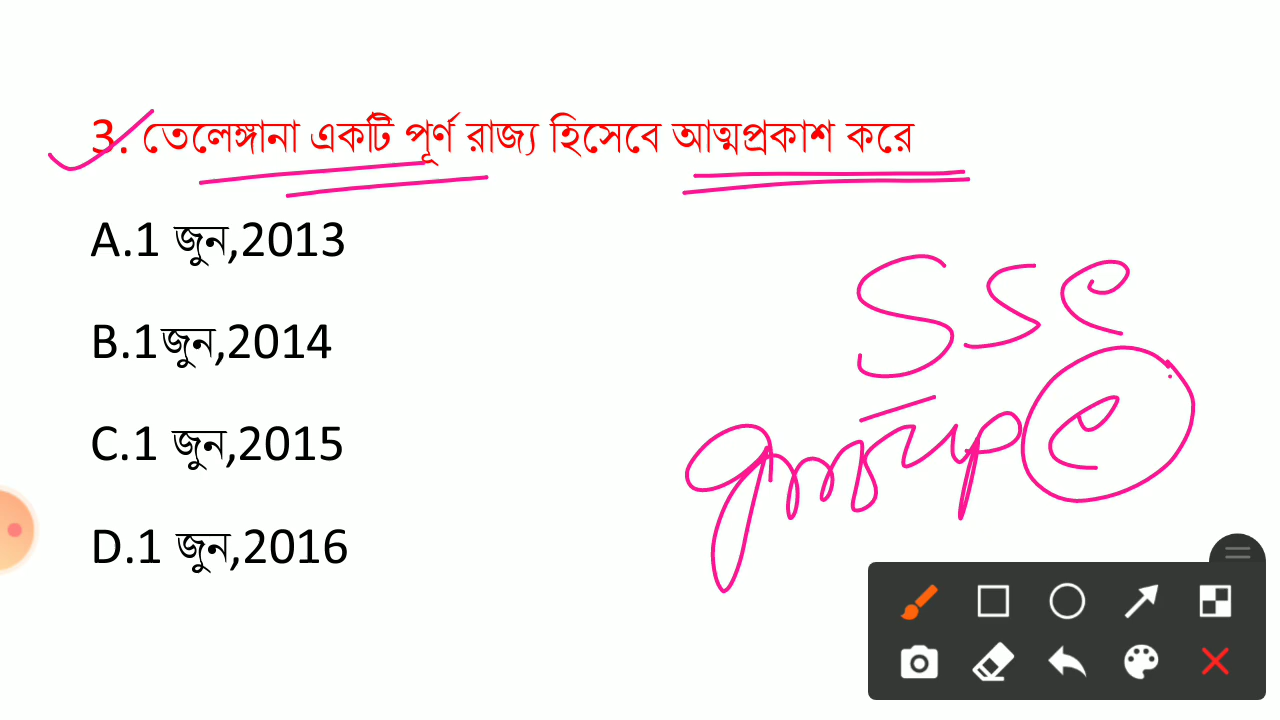 3. তেলেঙ্গানা একটি পূর্ণ রাজ্য হিসেবে আত্মপ্রকাশ করে
A.1 জুন,2013
B.1জুন,2014
C.1 জুন,2015
D.1 জুন,2016
SSC
group C